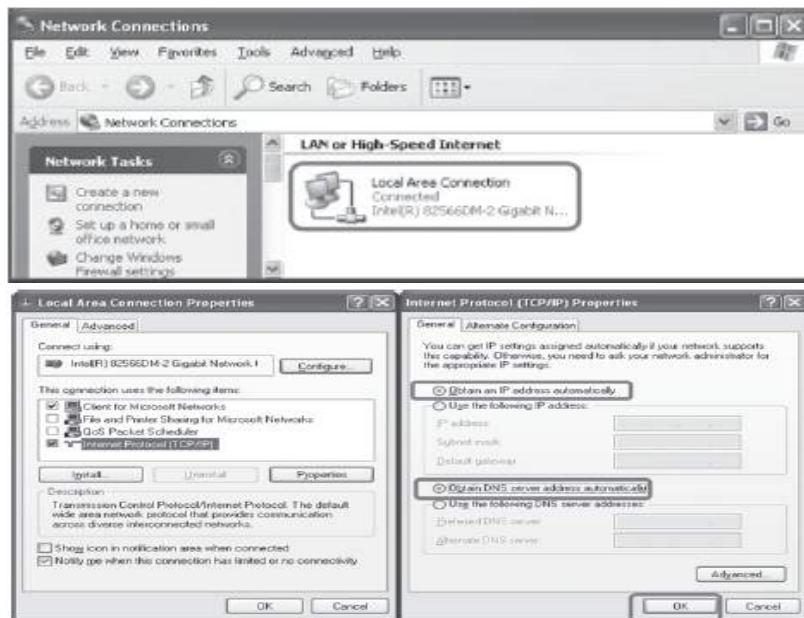 Network Connections
File Edit View Favorites Tools Advanced Help
Back Search Folders
Address Network Connections Go
Network Tasks
Create a new
connection
Set up a home or small
office network
Change Windows
Firewall settings
LAN or High-Speed Internet
Local Area Connection
Connected
Intel(R) 82566DM-2 Gigabit N...
Local Area Connection Properties
General Advanced
Connect using:
Intel(R) 82566DM-2 Gigabit Network
Configure...
This connection uses the following items:
Client for Microsoft Networks
File and Printer Sharing for Microsoft Networks
QoS Packet Scheduler
Internet Protocol (TCP/IP)
Install... Uninstall Properties
Description
Transmission Control Protocol/Internet Protocol. The default
wide area network protocol that provides communication
across diverse interconnected networks.
Show icon in notification area when connected
Notify me when this connection has limited or no connectivity
OK Cancel
Internet Protocol (TCP/IP) Properties
General Alternate Configuration
You can get IP settings assigned automatically if your network supports
this capability. Otherwise, you need to ask your network administrator for
the appropriate IP settings.
Obtain an IP address automatically
Use the following IP address:
IP address:
Subnet mask:
Default gateway:
Obtain DNS server address automatically
Use the following DNS server addresses:
Preferred DNS server:
Alternate DNS server:
Advanced...
OK Cancel